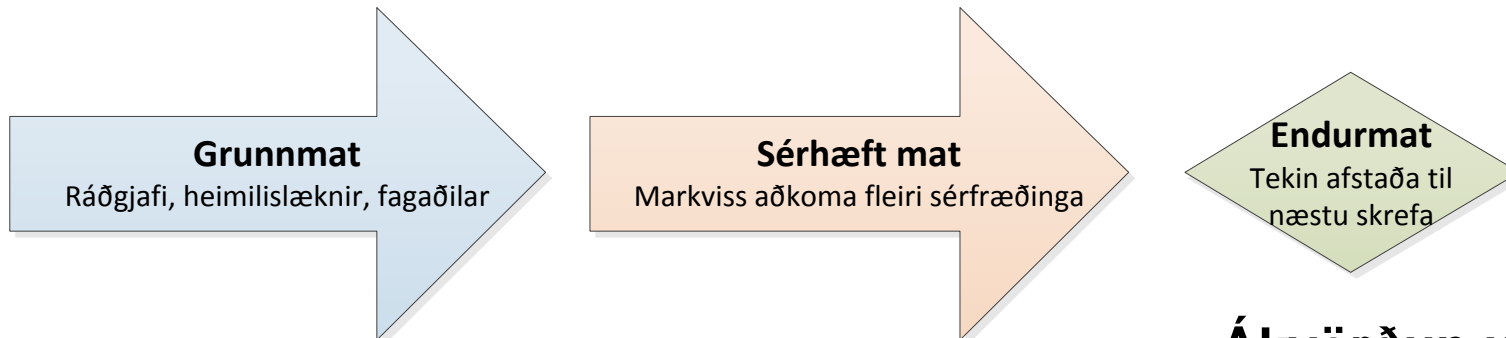 Grunnmat
Ráðgjafi, heimilislæknir, fagaðilar
Sérhæft mat
Markviss aðkoma fleiri sérfræðinga
Endurmat
Tekin afstaða til
næstu skrefa